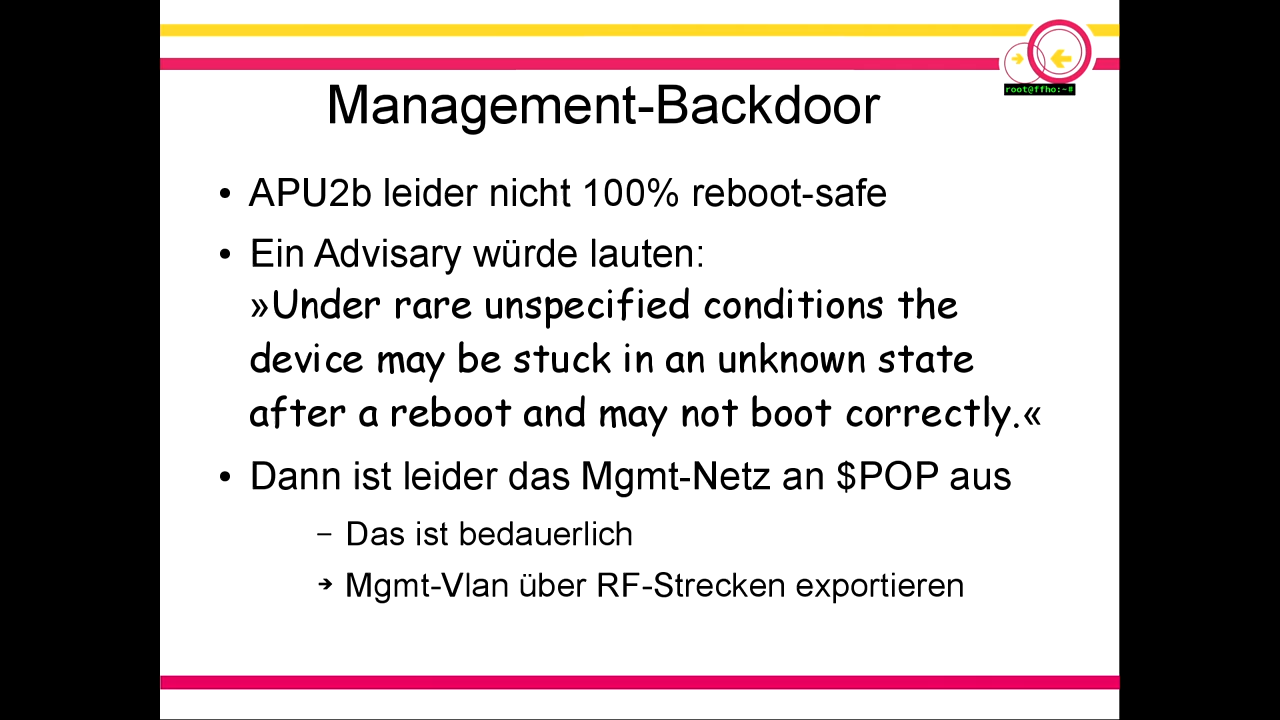 root@ffho:~#
Management-Backdoor
• APU2b leider nicht 100% reboot-safe
• Ein Advisary würde lauten:
»Under rare unspecified conditions the
device may be stuck in an unknown state
after a reboot and may not boot correctly.«
• Dann ist leider das Mgmt-Netz an $POP aus
– Das ist bedauerlich
➔ Mgmt-Vlan über RF-Strecken exportieren